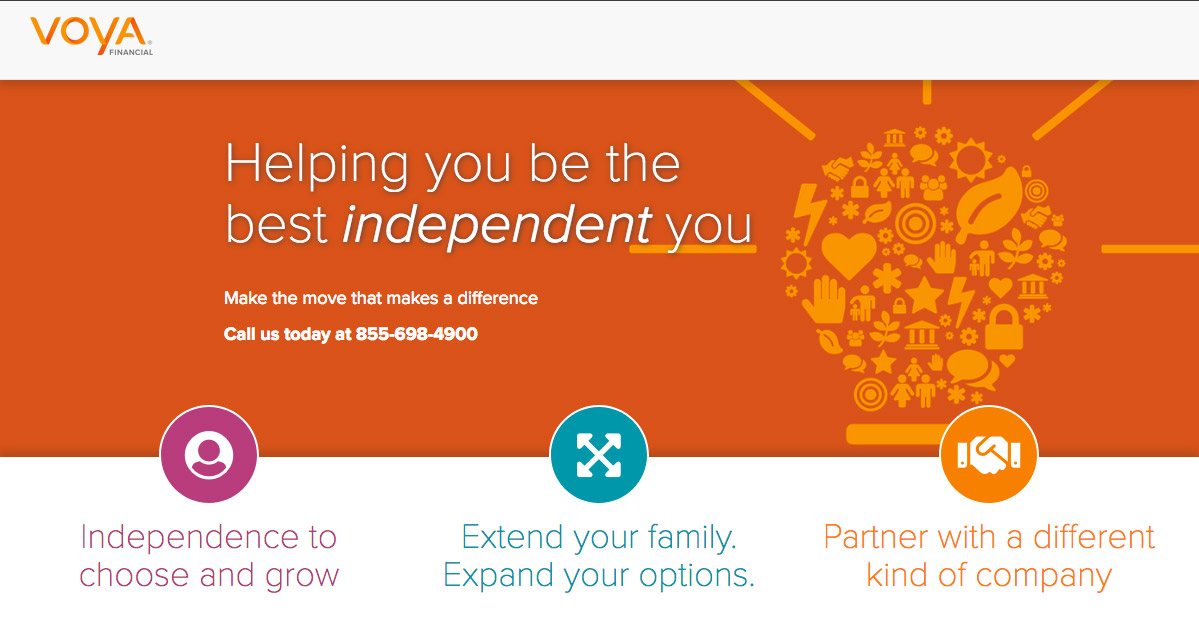 VOYA®
FINANCIAL
Helping you be the
best independent you
Make the move that makes a difference
Call us today at 855-698-4900
Independence to
choose and grow
Extend your family.
Expand your options.
Partner with a different
kind of company